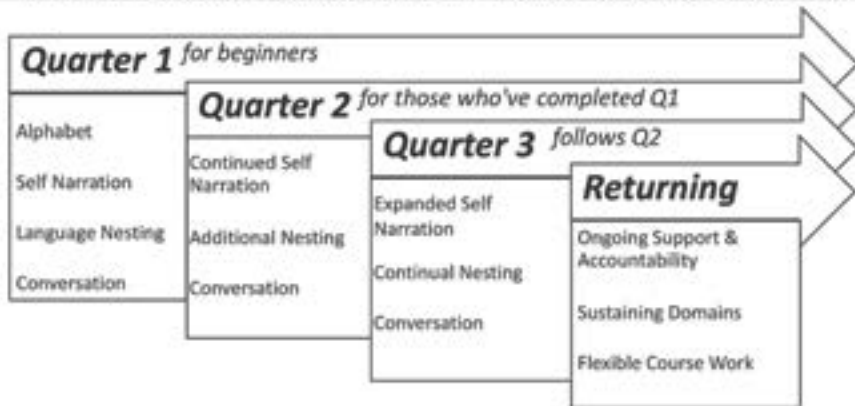 Quarter 1 for beginners
Alphabet
Self Narration
Language Nesting
Conversation
Quarter 2 for those who've completed Q1
Continued Self
Narration
Additional Nesting
Conversation
Quarter 3 follows Q2
Expanded Self
Narration
Continual Nesting
Conversation
Returning
Ongoing Support &
Accountability
Sustaining Domains
Flexible Course Work